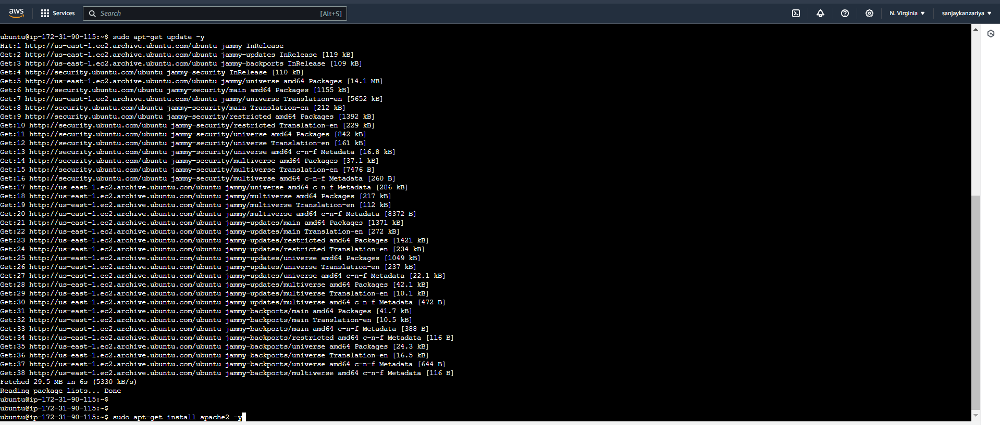 aws Services Search [Alt+S] N. Virginia sanjaykanzariya
ubuntu@ip-172-31-90-115:~$ sudo apt-get update -y
Hit:1 http://us-east-1.ec2.archive.ubuntu.com/ubuntu jammy InRelease
Get:2 http://us-east-1.ec2.archive.ubuntu.com/ubuntu jammy-updates InRelease [119 kB]
Get:3 http://us-east-1.ec2.archive.ubuntu.com/ubuntu jammy-backports InRelease [109 kB]
Get:4 http://security.ubuntu.com/ubuntu jammy-security InRelease [110 kB]
Get:5 http://us-east-1.ec2.archive.ubuntu.com/ubuntu jammy/universe amd64 Packages [14.1 MB]
Get:6 http://security.ubuntu.com/ubuntu jammy-security/main amd64 Packages [1155 kB]
Get:7 http://us-east-1.ec2.archive.ubuntu.com/ubuntu jammy/universe Translation-en [5652 kB]
Get:8 http://security.ubuntu.com/ubuntu jammy-security/main Translation-en [212 kB]
Get:9 http://security.ubuntu.com/ubuntu jammy-security/restricted amd64 Packages [1392 kB]
Get:10 http://security.ubuntu.com/ubuntu jammy-security/restricted Translation-en [229 kB]
Get:11 http://security.ubuntu.com/ubuntu jammy-security/universe amd64 Packages [842 kB]
Get:12 http://security.ubuntu.com/ubuntu jammy-security/universe Translation-en [161 kB]
Get:13 http://security.ubuntu.com/ubuntu jammy-security/universe amd64 c-n-f Metadata [16.8 kB]
Get:14 http://security.ubuntu.com/ubuntu jammy-security/multiverse amd64 Packages [37.1 kB]
Get:15 http://security.ubuntu.com/ubuntu jammy-security/multiverse Translation-en [7476 B]
Get:16 http://security.ubuntu.com/ubuntu jammy-security/multiverse amd64 c-n-f Metadata [260 B]
Get:17 http://us-east-1.ec2.archive.ubuntu.com/ubuntu jammy/universe amd64 c-n-f Metadata [286 kB]
Get:18 http://us-east-1.ec2.archive.ubuntu.com/ubuntu jammy/multiverse amd64 Packages [217 kB]
Get:19 http://us-east-1.ec2.archive.ubuntu.com/ubuntu jammy/multiverse Translation-en [112 kB]
Get:20 http://us-east-1.ec2.archive.ubuntu.com/ubuntu jammy/multiverse amd64 c-n-f Metadata [8372 B]
Get:21 http://us-east-1.ec2.archive.ubuntu.com/ubuntu jammy-updates/main amd64 Packages [1371 kB]
Get:22 http://us-east-1.ec2.archive.ubuntu.com/ubuntu jammy-updates/main Translation-en [272 kB]
Get:23 http://us-east-1.ec2.archive.ubuntu.com/ubuntu jammy-updates/restricted amd64 Packages [1421 kB]
Get:24 http://us-east-1.ec2.archive.ubuntu.com/ubuntu jammy-updates/restricted Translation-en [234 kB]
Get:25 http://us-east-1.ec2.archive.ubuntu.com/ubuntu jammy-updates/universe amd64 Packages [1049 kB]
Get:26 http://us-east-1.ec2.archive.ubuntu.com/ubuntu jammy-updates/universe Translation-en [237 kB]
Get:27 http://us-east-1.ec2.archive.ubuntu.com/ubuntu jammy-updates/universe amd64 c-n-f Metadata [22.1 kB]
Get:28 http://us-east-1.ec2.archive.ubuntu.com/ubuntu jammy-updates/multiverse amd64 Packages [42.1 kB]
Get:29 http://us-east-1.ec2.archive.ubuntu.com/ubuntu jammy-updates/multiverse Translation-en [10.1 kB]
Get:30 http://us-east-1.ec2.archive.ubuntu.com/ubuntu jammy-updates/multiverse amd64 c-n-f Metadata [472 B]
Get:31 http://us-east-1.ec2.archive.ubuntu.com/ubuntu jammy-backports/main amd64 Packages [41.7 kB]
Get:32 http://us-east-1.ec2.archive.ubuntu.com/ubuntu jammy-backports/main Translation-en [10.5 kB]
Get:33 http://us-east-1.ec2.archive.ubuntu.com/ubuntu jammy-backports/main amd64 c-n-f Metadata [388 B]
Get:34 http://us-east-1.ec2.archive.ubuntu.com/ubuntu jammy-backports/restricted amd64 c-n-f Metadata [116 B]
Get:35 http://us-east-1.ec2.archive.ubuntu.com/ubuntu jammy-backports/universe amd64 Packages [24.3 kB]
Get:36 http://us-east-1.ec2.archive.ubuntu.com/ubuntu jammy-backports/universe Translation-en [16.5 kB]
Get:37 http://us-east-1.ec2.archive.ubuntu.com/ubuntu jammy-backports/universe amd64 c-n-f Metadata [644 B]
Get:38 http://us-east-1.ec2.archive.ubuntu.com/ubuntu jammy-backports/multiverse amd64 c-n-f Metadata [116 B]
Fetched 29.5 MB in 6s (5330 kB/s)
Reading package lists... Done
ubuntu@ip-172-31-90-115:~$
ubuntu@ip-172-31-90-115:~$
ubuntu@ip-172-31-90-115:~$ sudo apt-get install apache2 -y